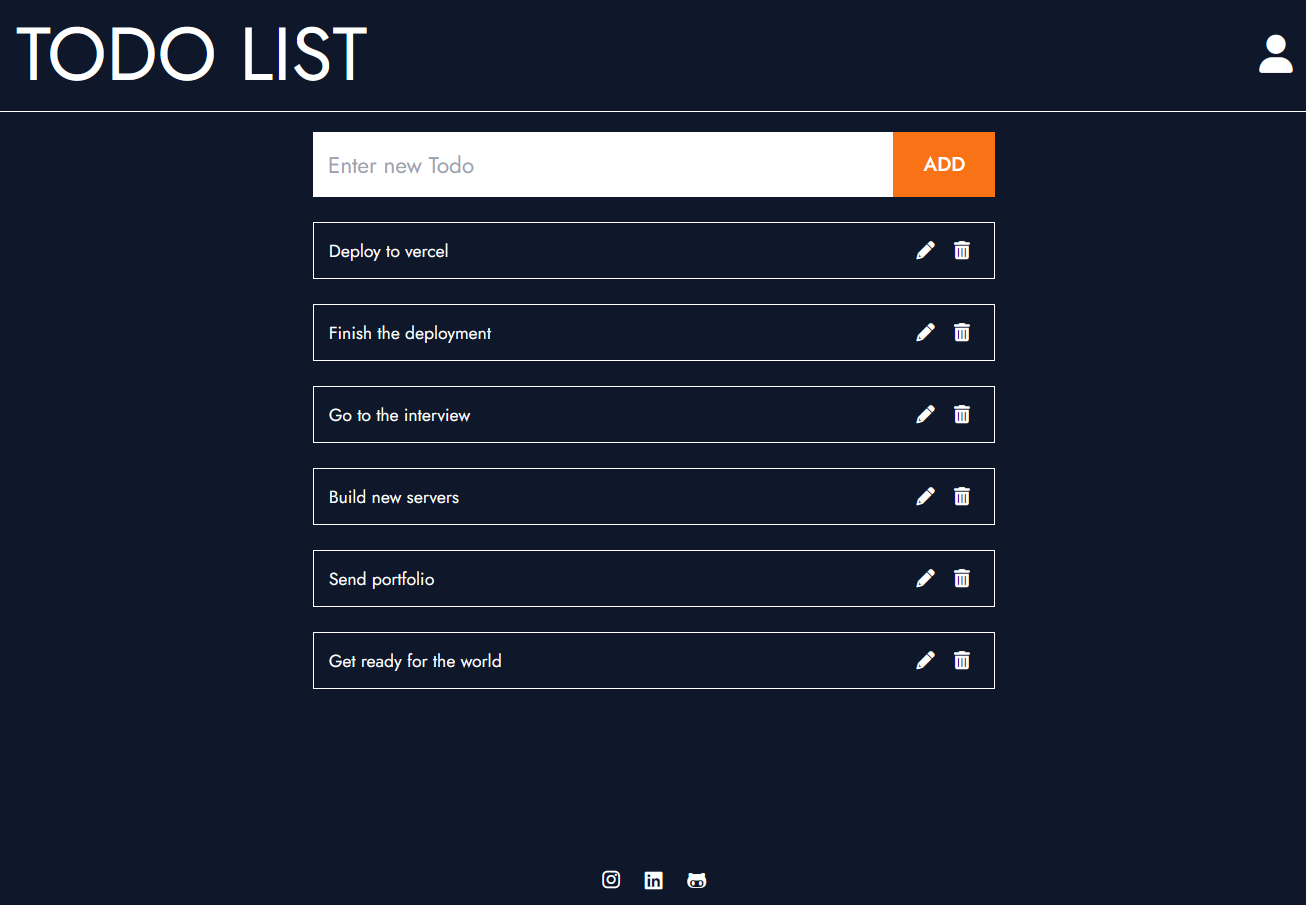 TODO LIST
Enter new Todo
ADD
Deploy to vercel
Finish the deployment
Go to the interview
Build new servers
Send portfolio
Get ready for the world